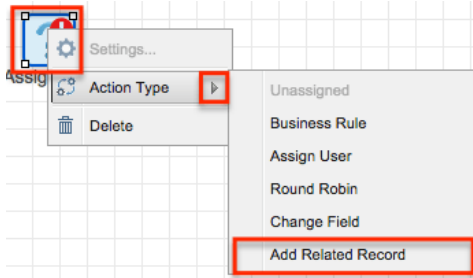 Settings...
Assig
Action Type
Unassigned
Delete
Business Rule
Assign User
Round Robin
Change Field
Add Related Record